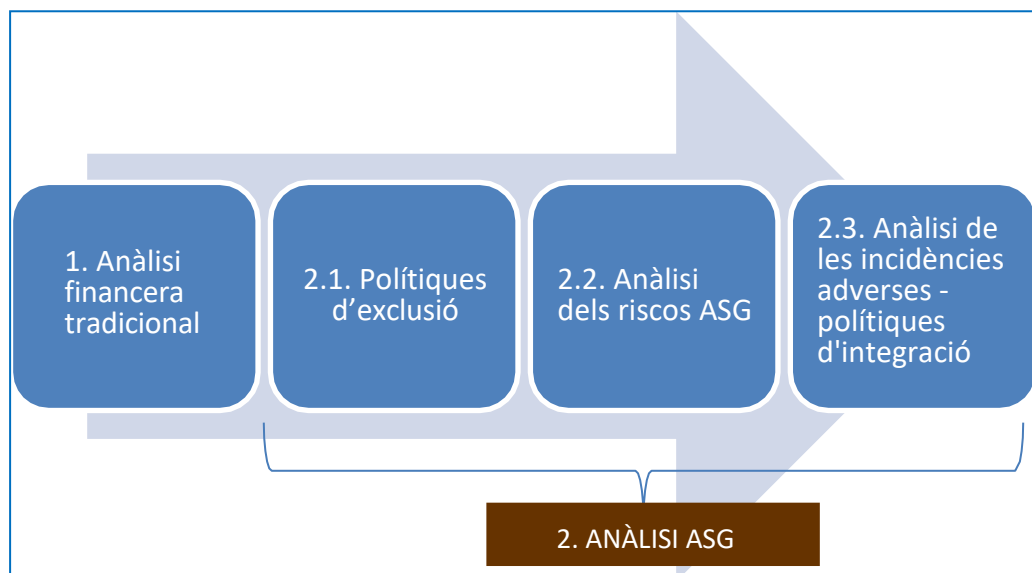 1. Anàlisi
financera
tradicional
2.1. Polítiques
d’exclusió
2.2. Anàlisi
dels riscos ASG
2.3. Anàlisi de
les incidències
adverses -
polítiques
d'integració
2. ANÀLISI ASG